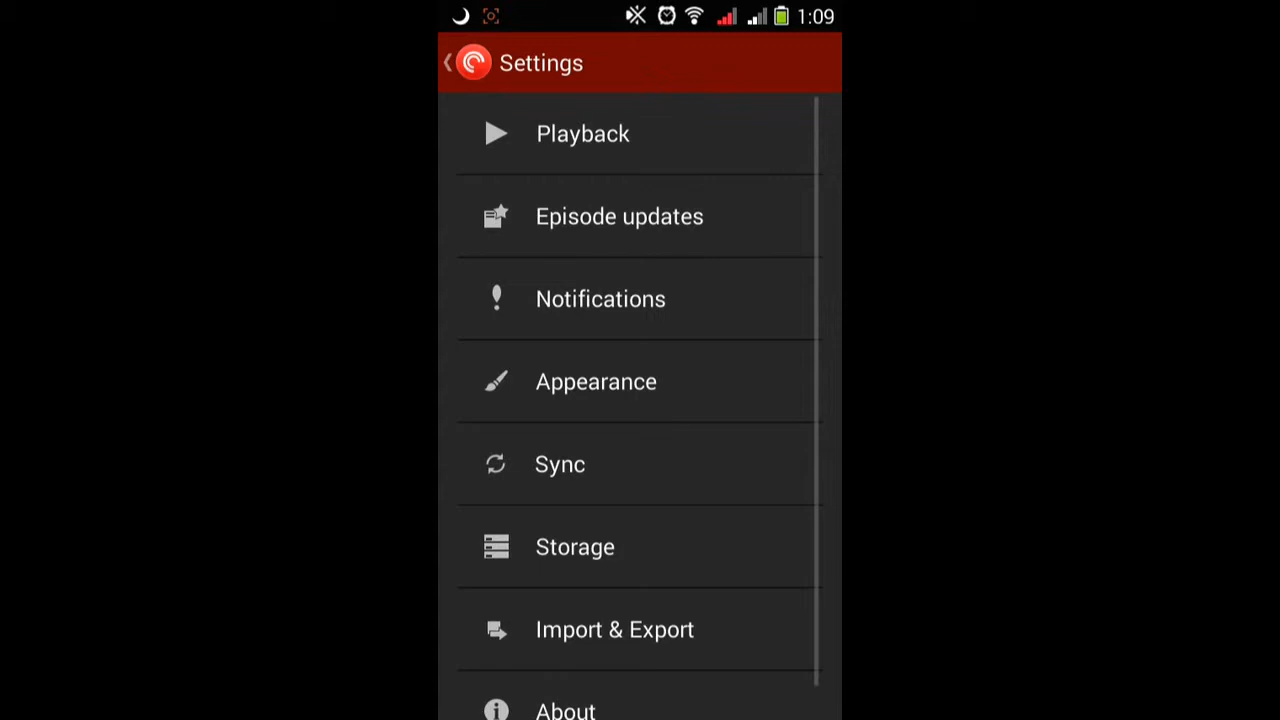 1:09
Settings
Playback
Episode updates
Notifications
Appearance
Sync
Storage
Import & Export
About